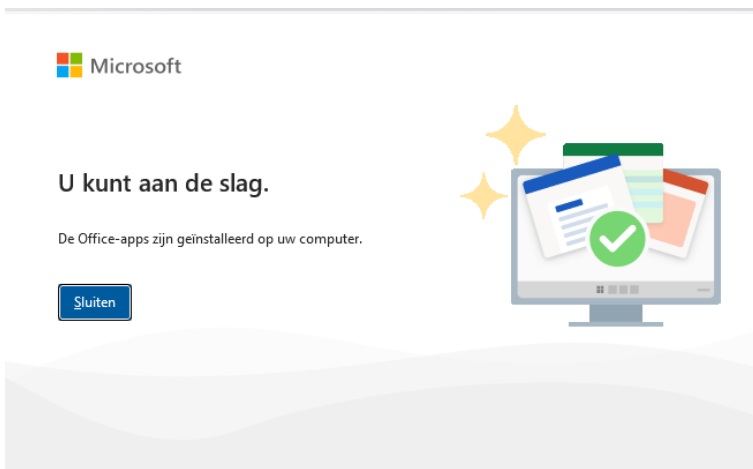 Microsoft
U kunt aan de slag.
De Office-apps zijn geïnstalleerd op uw computer.
Sluiten